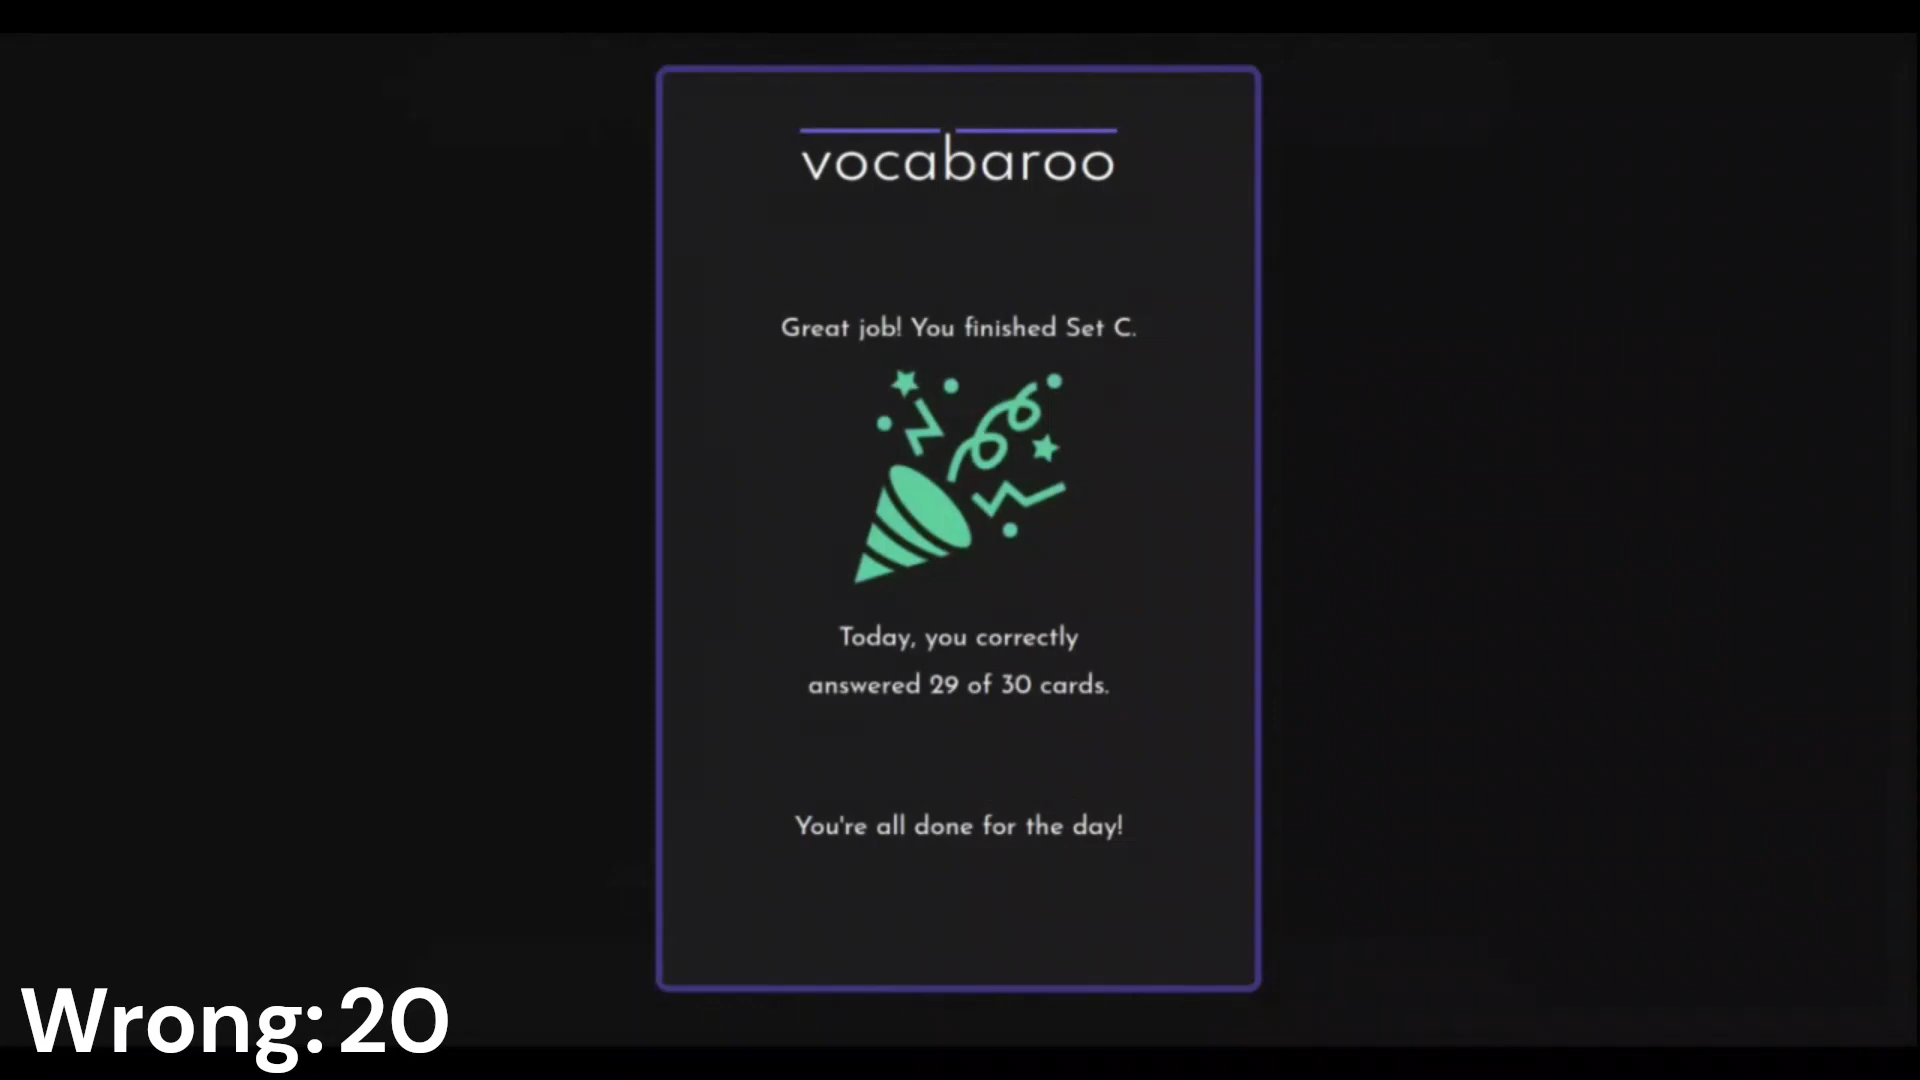 vocabaroo
Great job! You finished Set C.
Today, you correctly
answered 29 of 30 cards.
You're all done for the day!
Wrong: 20